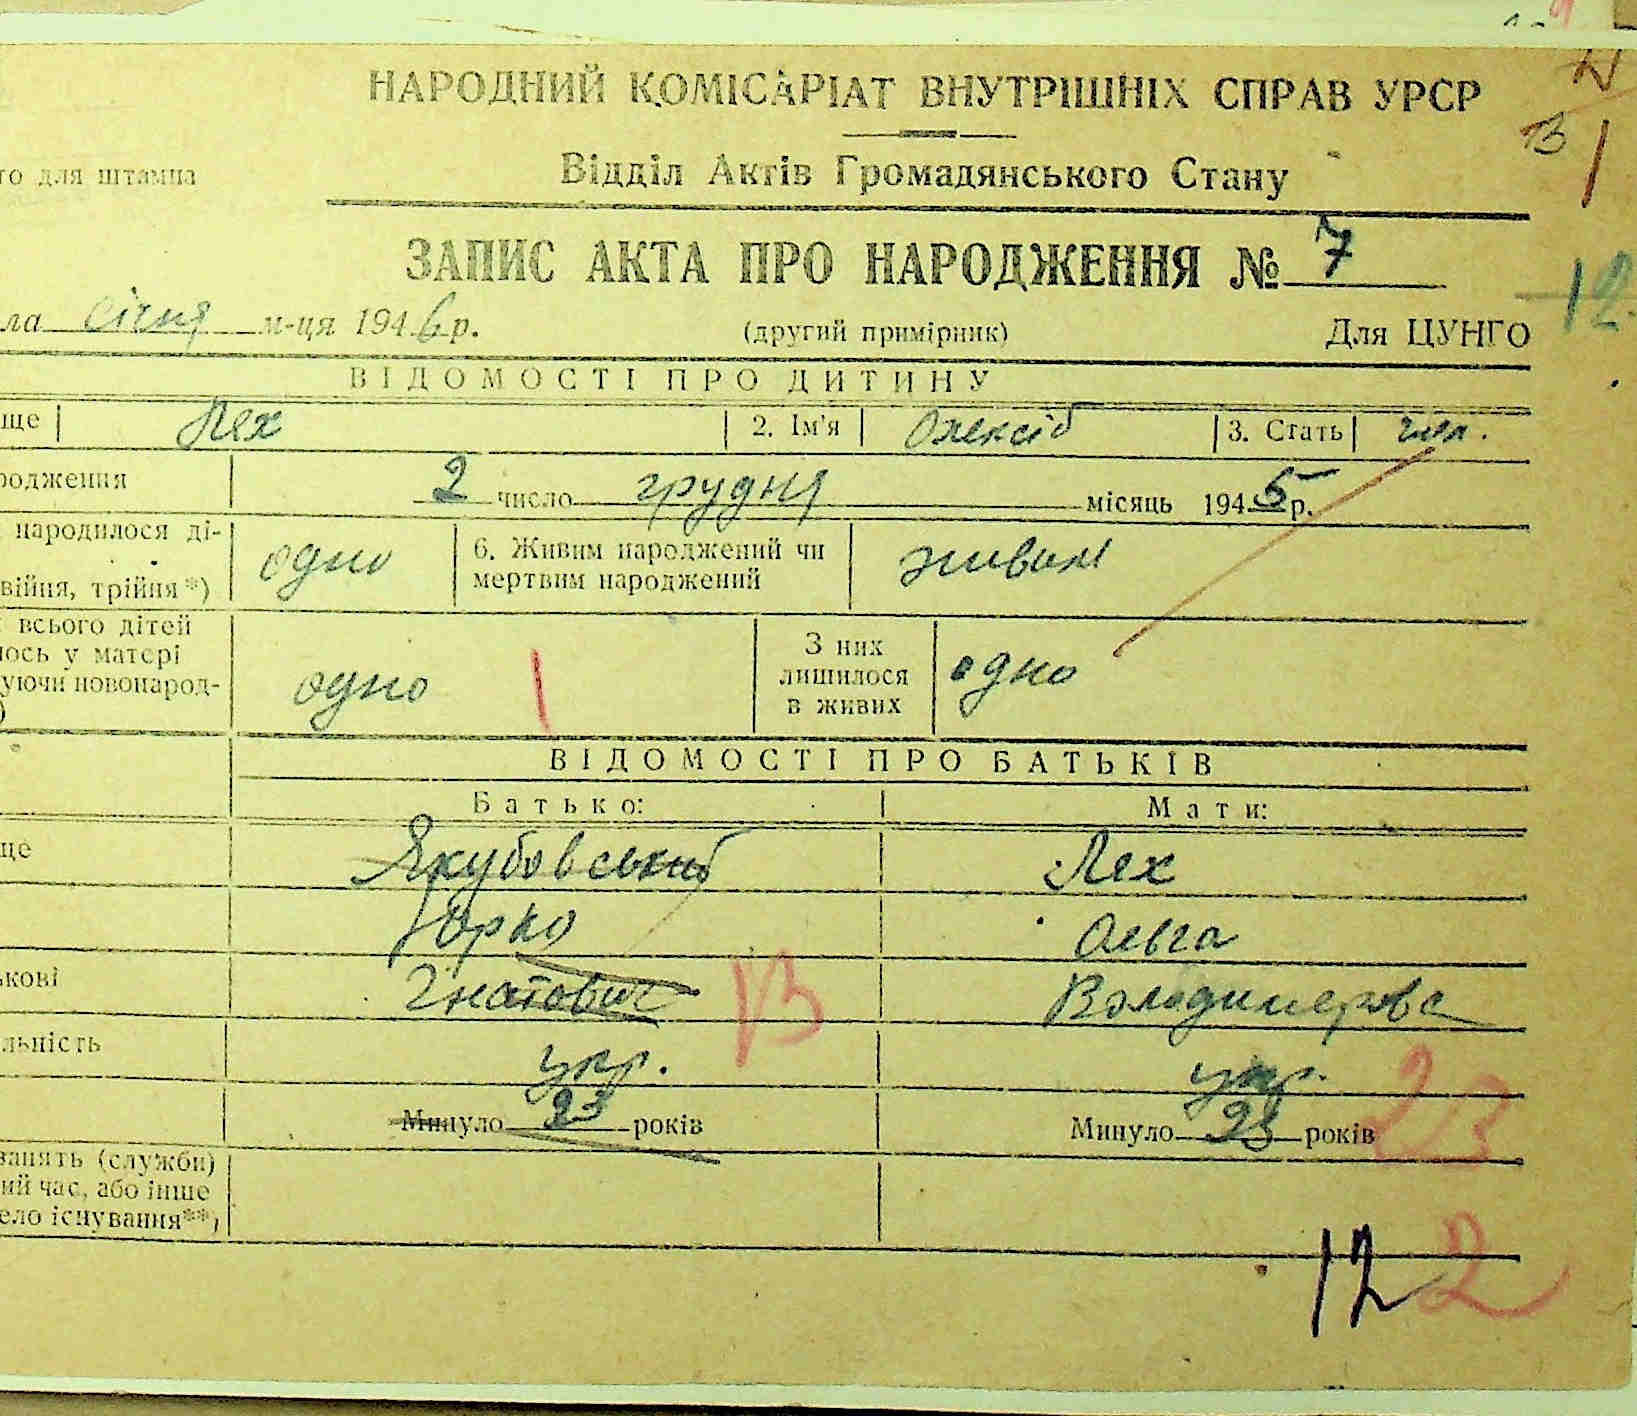 НАРОДНИЙ КОМІСАРІАТ ВНУТРІШНІХ СПРАВ УРСР
В
то для штампа
Відділ Актів Громадянського Стану
ЗАПИС АКТА ПРО НАРОДЖЕННЯ № 7
12.
ла січня м-ця 1946 р. (другий примірник) Для ЦУНГО
ВІДОМОСТІ ПРО ДИТИНУ
ще Лех 2. Ім'я Олексій 3. Стать чол.
родження 2 число грудня місяць 1945 р.
народилося ді-
війня, трійня*) одно 6. Живим народжений чи мертвим народжений живим
всього дітей
лось у матері
уючи новонарод-
) одно З них лишилося в живих одно
ВІДОМОСТІ ПРО БАТЬКІВ
Батько: Мати:
це Якубовський Лех
Юрко Ольга
ькові Гнатович Володимерова
В
льність укр. укр.
Минуло 23 років Минуло 23 років 23
занять (служби)
ий час, або інше
ело існування**)
12 2